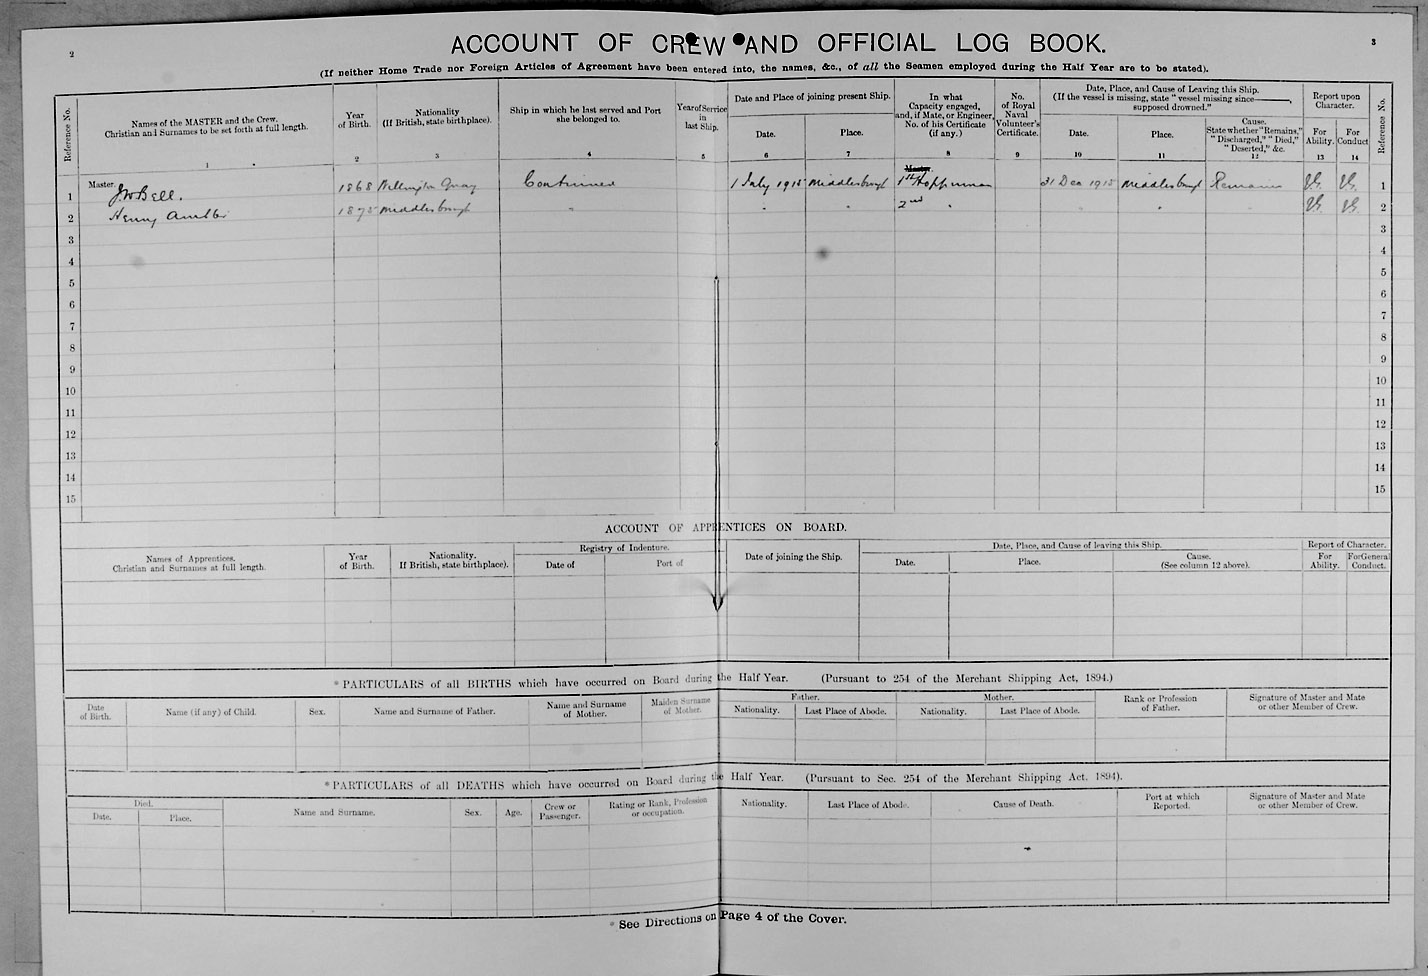 2
ACCOUNT OF CREW AND OFFICIAL LOG BOOK.
3
(If neither Home Trade nor Foreign Articles of Agreement have been entered into, the names, &c., of all the Seamen employed during the Half Year are to be stated).
Reference No.
Names of the MASTER and the Crew.
Christian and Surnames to be set forth at full length.
1
Year
of Birth.
2
Nationality
(If British, state birthplace).
3
Ship in which he last served and Port
she belonged to.
4
Year of Service
in
last Ship.
5
Date and Place of joining present Ship.
Date.
6
Place.
7
In what
Capacity engaged,
and, if Mate, or Engineer,
No. of his Certificate
(if any.)
8
No.
of Royal
Naval
Volunteer's
Certificate.
9
Date, Place, and Cause of Leaving this Ship.
(If the vessel is missing, state "vessel missing since———,
supposed drowned."
Date.
10
Place.
11
Cause.
State whether "Remains,"
"Discharged," "Died,"
"Deserted," &c.
12
Report upon
Character.
For
Ability.
13
For
Conduct
14
Reference No.
Master.
1 J W Bell. 1868 Wellington Quay Continued 1 July 1915 Middlesbrough 1st Hopperman 31 Dec 1915 Middlesbrough Remains VG. VG. 1
2 Henry 1875 Middlesbrough " " " 2nd " " " " VG. VG. 2
3 3
4 4
5 5
6 6
7 7
8 8
9 9
10 10
11 11
12 12
13 13
14 14
15 15
ACCOUNT OF APPRENTICES ON BOARD.
Names of Apprentices.
Christian and Surnames at full length.
Year
of Birth.
Nationality.
If British, state birthplace).
Registry of Indenture.
Date of
Port of
Date of joining the Ship.
Date, Place, and Cause of leaving this Ship.
Date.
Place.
Cause.
(See column 12 above).
Report of Character.
For
Ability.
For General
Conduct.
* PARTICULARS of all BIRTHS which have occurred on Board during the Half Year. (Pursuant to 254 of the Merchant Shipping Act, 1894.)
Date
of Birth.
Name (if any) of Child.
Sex.
Name and Surname of Father.
Name and Surname
of Mother.
Maiden Surname
of Mother.
Father.
Nationality.
Last Place of Abode.
Mother.
Nationality.
Last Place of Abode.
Rank or Profession
of Father.
Signature of Master and Mate
or other Member of Crew.
* PARTICULARS of all DEATHS which have occurred on Board during the Half Year. (Pursuant to Sec. 254 of the Merchant Shipping Act. 1894).
Died.
Date.
Place.
Name and Surname.
Sex.
Age.
Crew or
Passenger.
Rating or Rank, Profession
or occupation.
Nationality.
Last Place of Abode.
Cause of Death.
Port at which
Reported.
Signature of Master and Mate
or other Member of Crew.
* See Directions on Page 4 of the Cover.